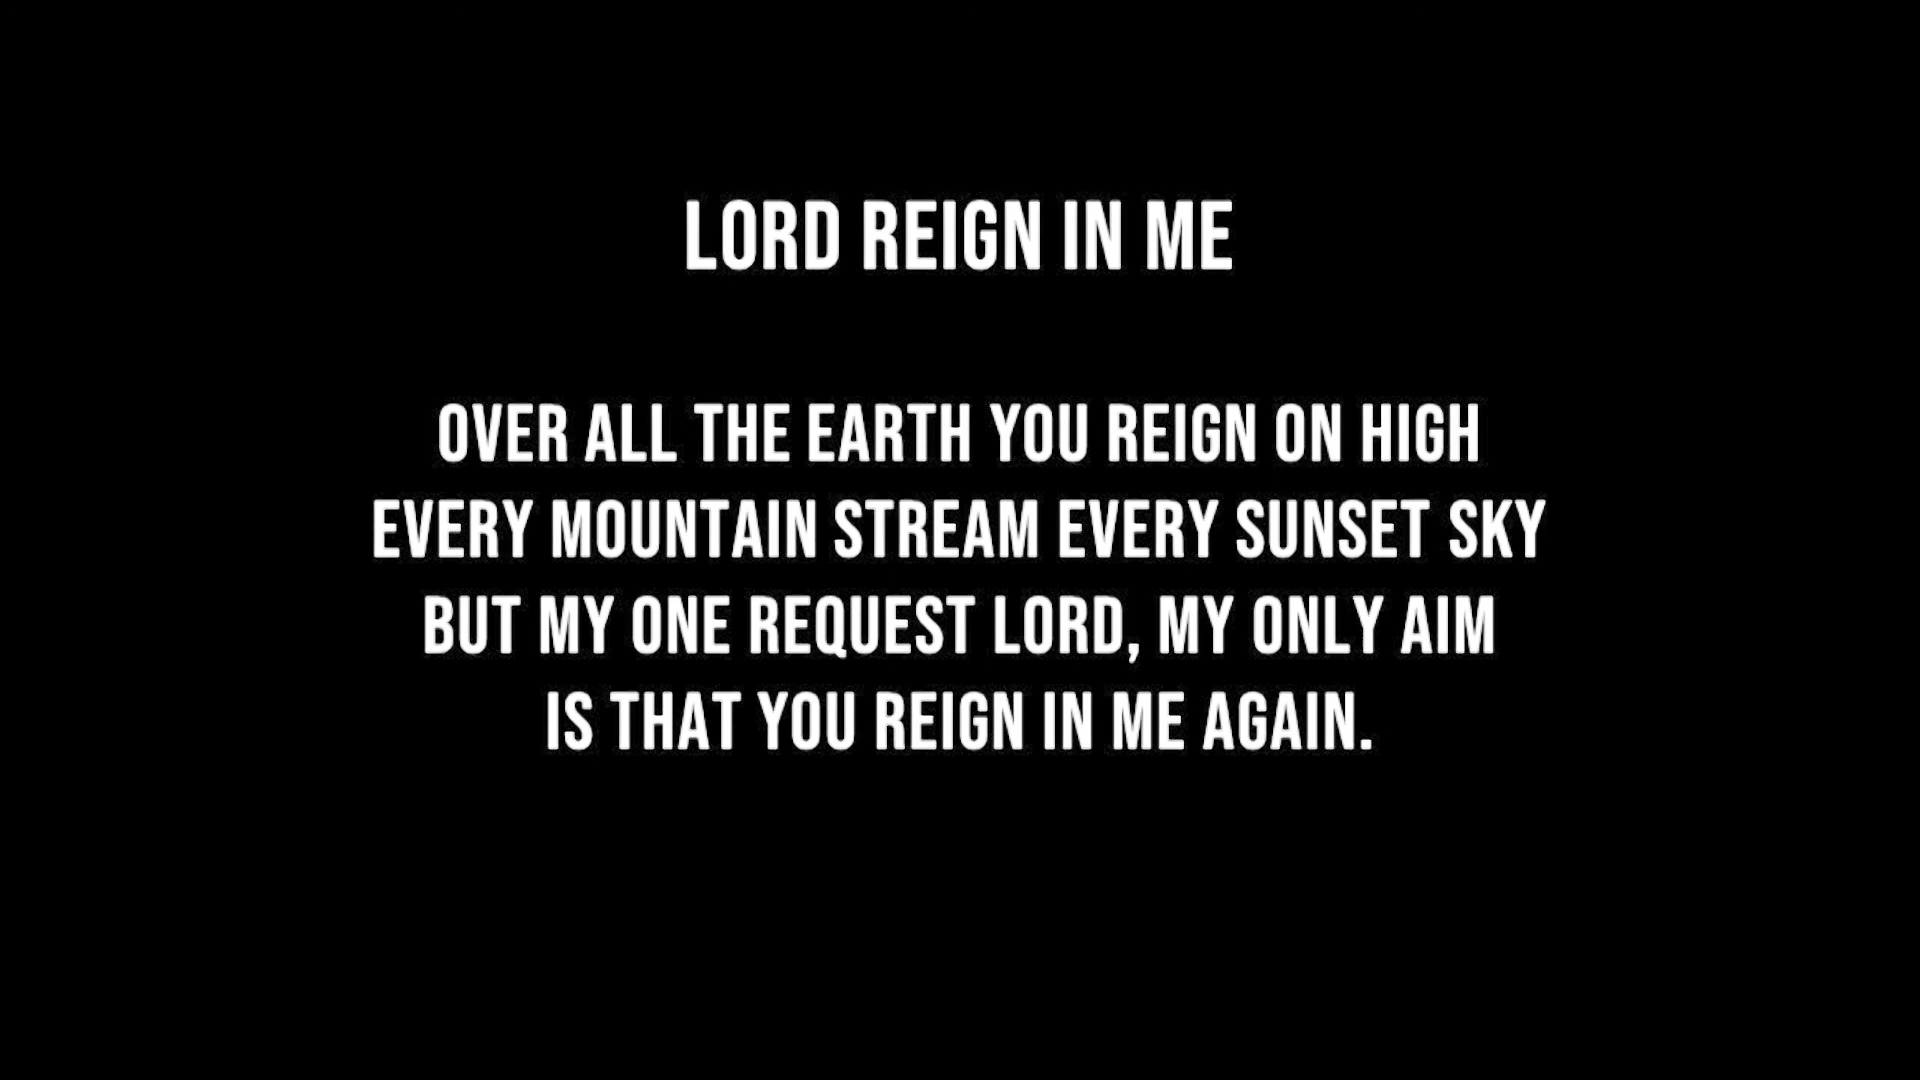 LORD REIGN IN ME
OVER ALL THE EARTH YOU REIGN ON HIGH
EVERY MOUNTAIN STREAM EVERY SUNSET SKY
BUT MY ONE REQUEST LORD, MY ONLY AIM
IS THAT YOU REIGN IN ME AGAIN.